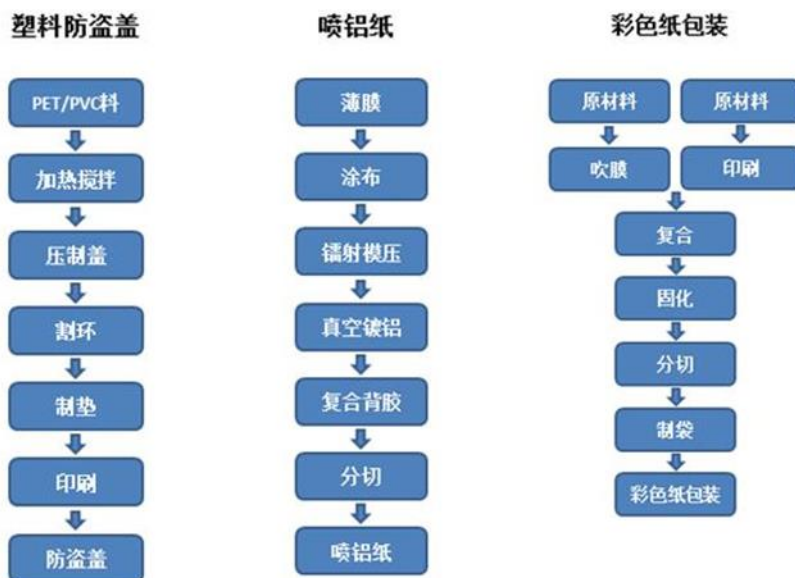 塑料防盗盖
PET/PVC料
加热搅拌
压制盖
割环
制垫
印刷
防盗盖
喷铝纸
薄膜
涂布
镭射模压
真空镀铝
复合背胶
分切
喷铝纸
彩色纸包装
原材料 原材料
吹膜 印刷
复合
固化
分切
制袋
彩色纸包装